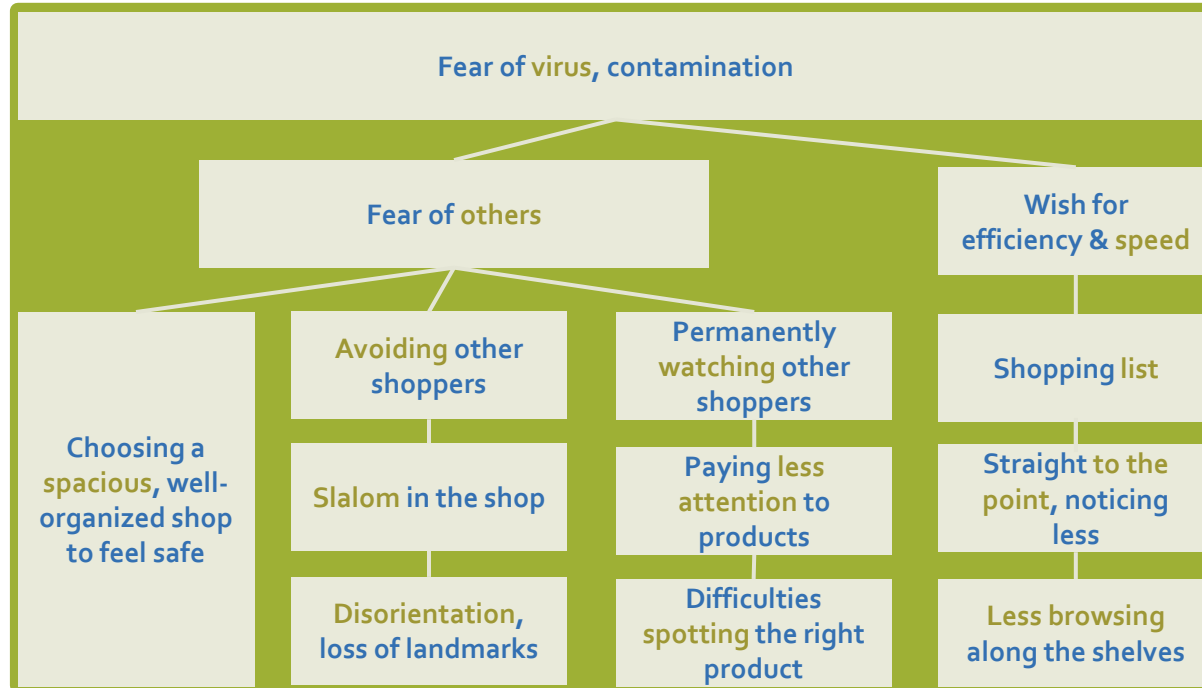 Fear of virus, contamination
Fear of others
Wish for
efficiency & speed
Choosing a
spacious, well-
organized shop
to feel safe
Avoiding other
shoppers
Slalom in the shop
Disorientation,
loss of landmarks
Permanently
watching other
shoppers
Paying less
attention to
products
Difficulties
spotting the right
product
Shopping list
Straight to the
point, noticing
less
Less browsing
along the shelves